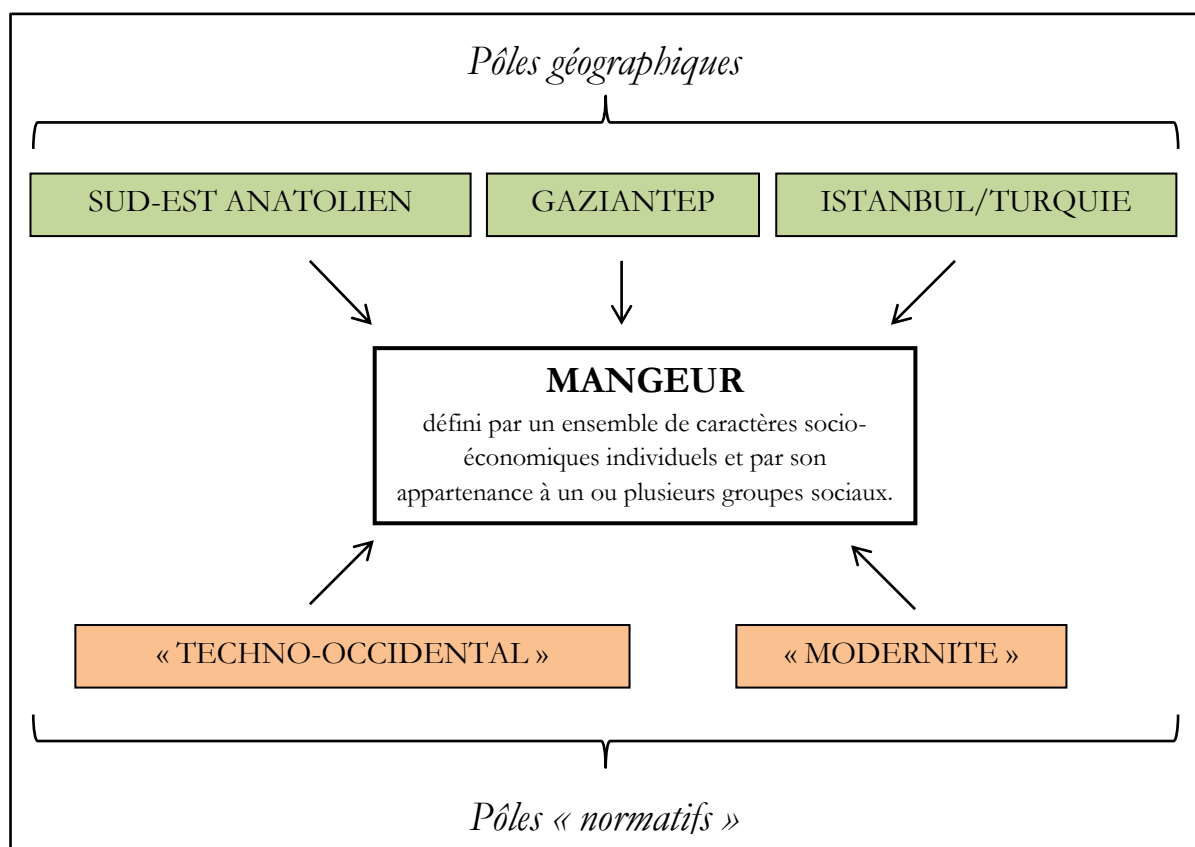 Pôles géographiques
SUD-EST ANATOLIEN
GAZIANTEP
ISTANBUL/TURQUIE
MANGEUR
défini par un ensemble de caractères socio-
économiques individuels et par son
appartenance à un ou plusieurs groupes sociaux.
« TECHNO-OCCIDENTAL »
« MODERNITE »
Pôles « normatifs »